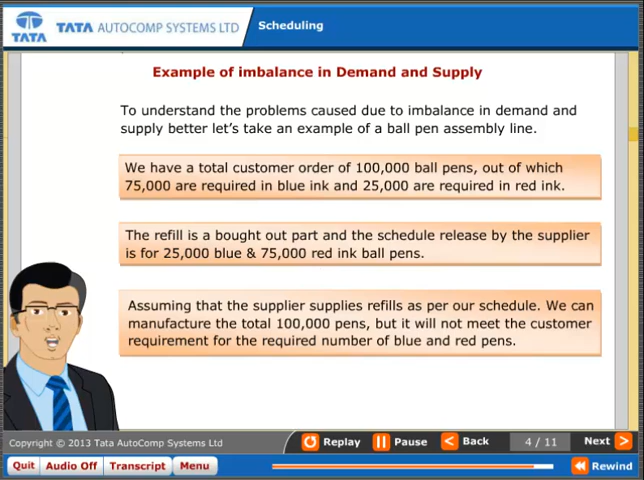 TATA
TATA AUTOCOMP SYSTEMS LTD
Scheduling
Example of imbalance in Demand and Supply
To understand the problems caused due to imbalance in demand and
supply better let's take an example of a ball pen assembly line.
We have a total customer order of 100,000 ball pens, out of which
75,000 are required in blue ink and 25,000 are required in red ink.
The refill is a bought out part and the schedule release by the supplier
is for 25,000 blue & 75,000 red ink ball pens.
Assuming that the supplier supplies refills as per our schedule. We can
manufacture the total 100,000 pens, but it will not meet the customer
requirement for the required number of blue and red pens.
Copyright © 2013 Tata AutoComp Systems Ltd
Replay
Pause
Back
4 / 11
Next
Quit
Audio Off
Transcript
Menu
Rewind